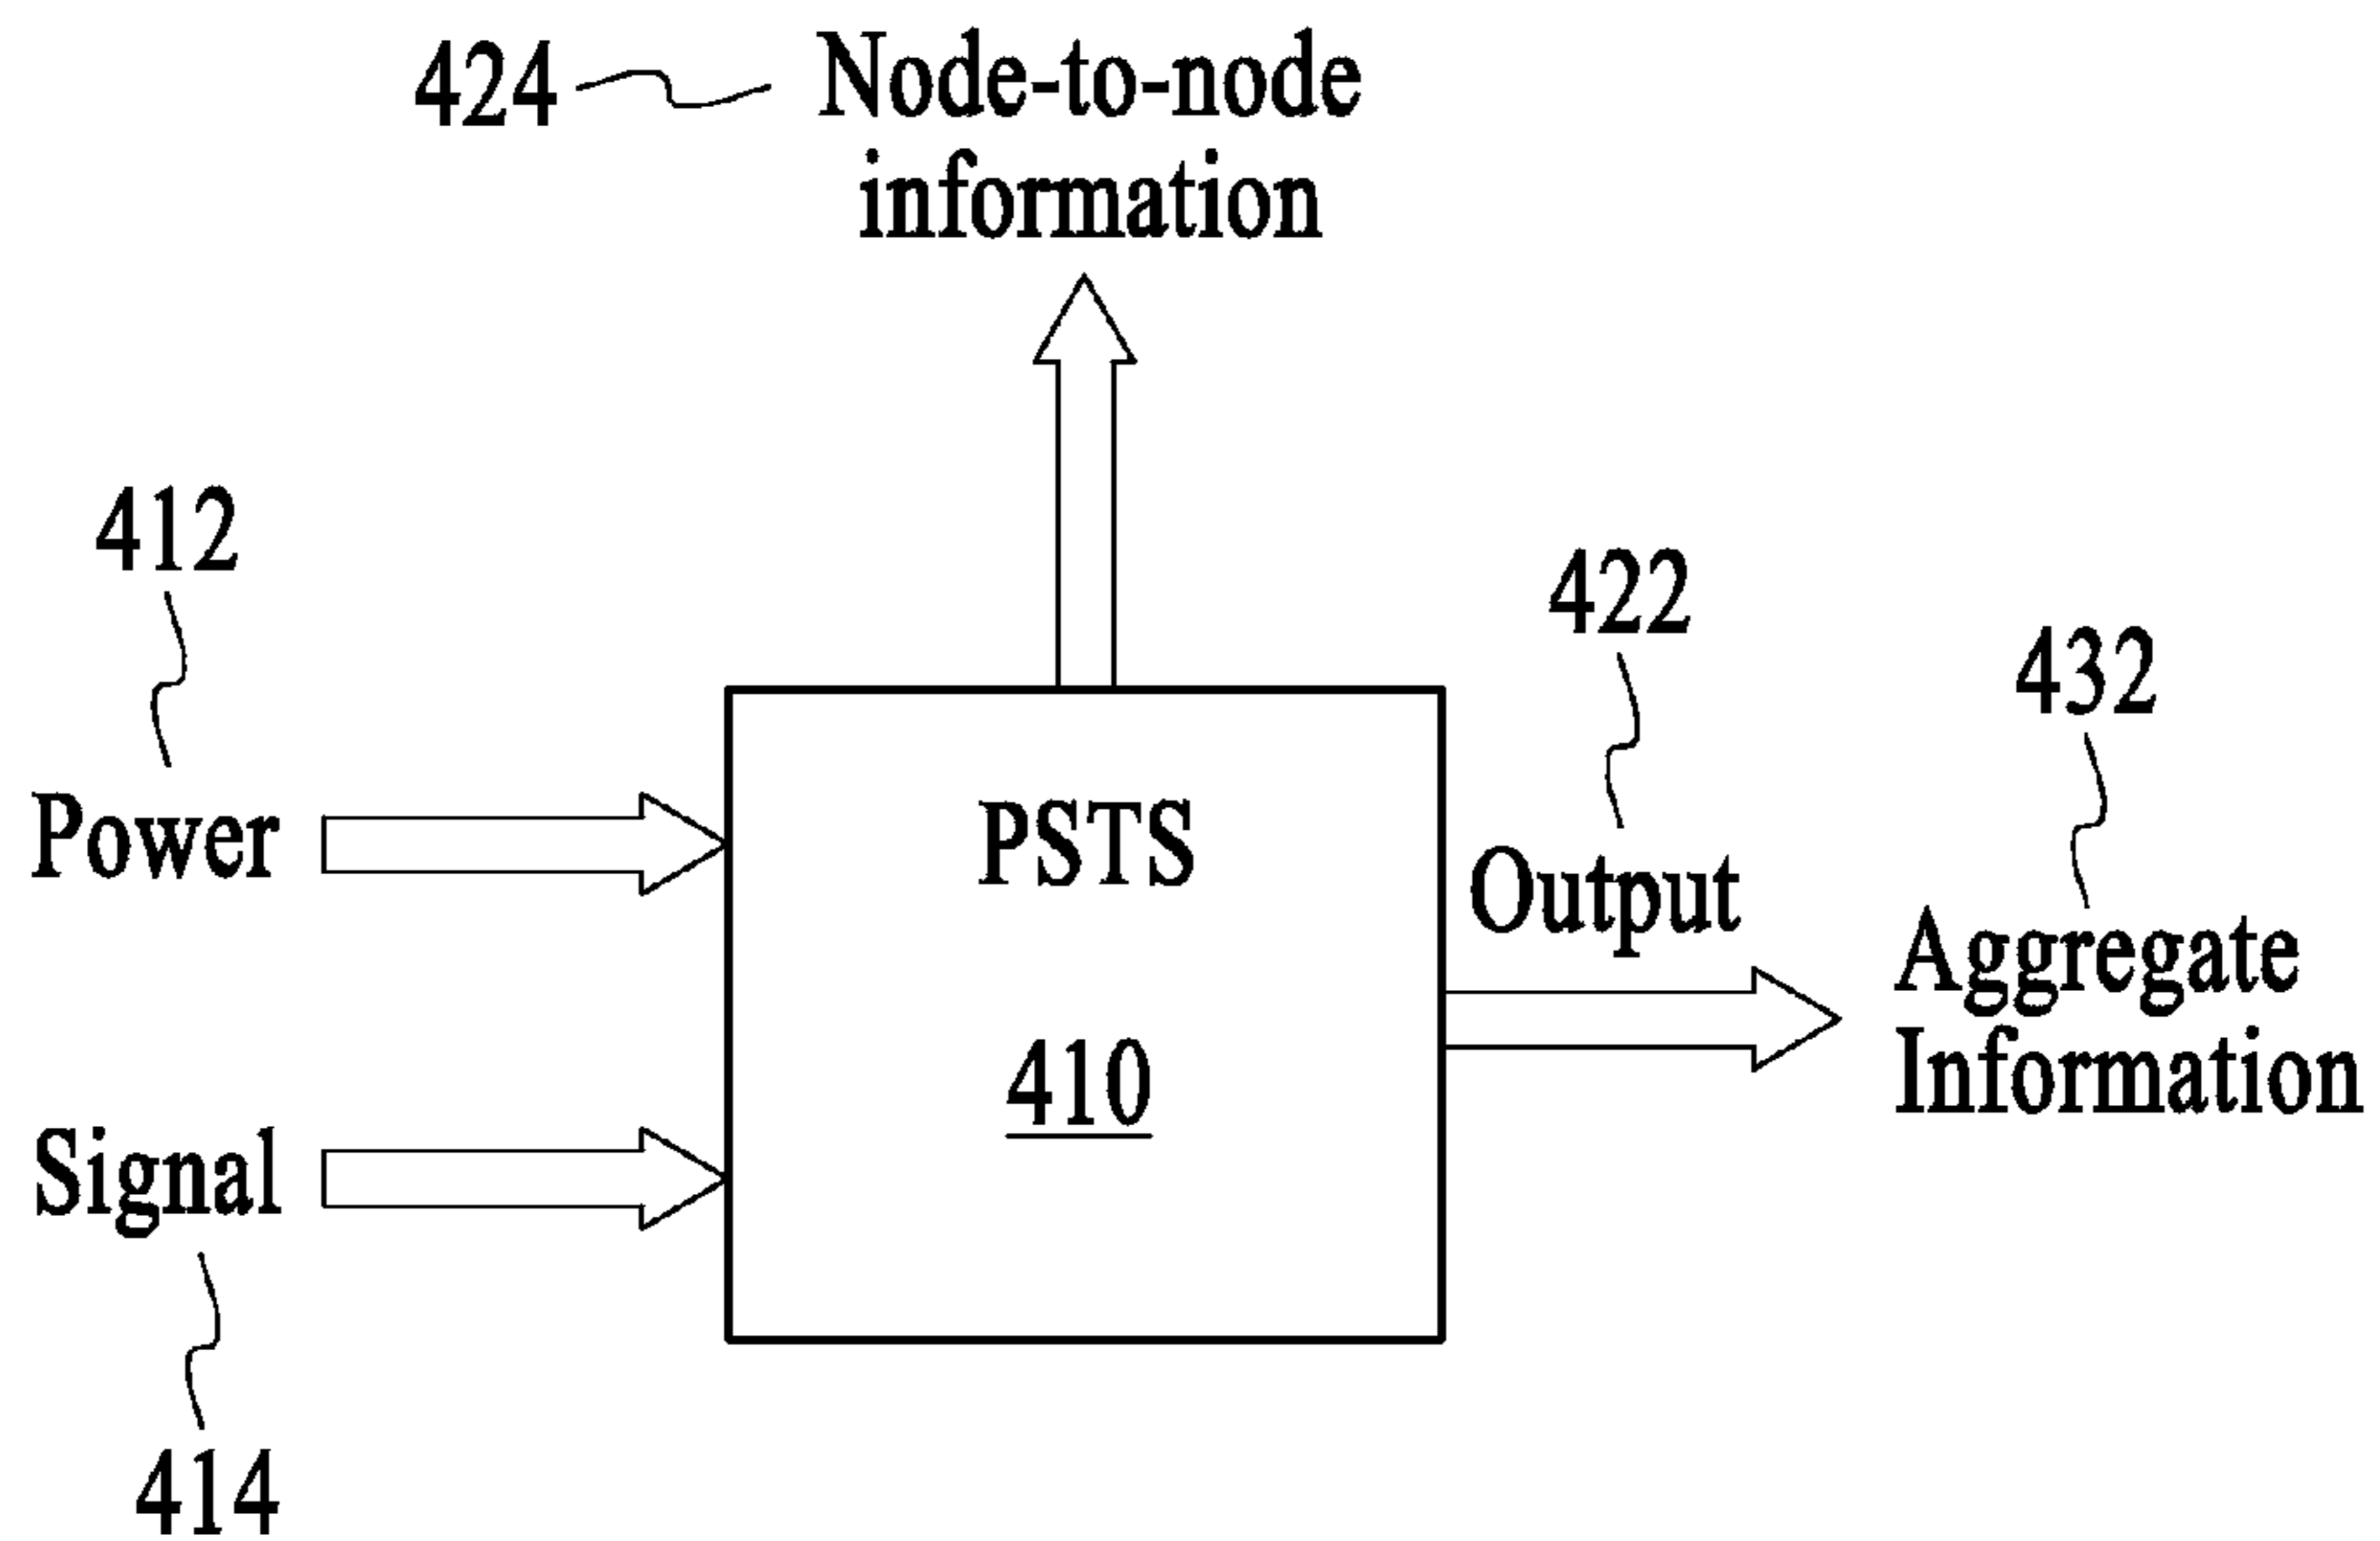 424 Node-to-node
information
412
422
432
Power
PSTS
Output
Aggregate
Information
410
Signal
414